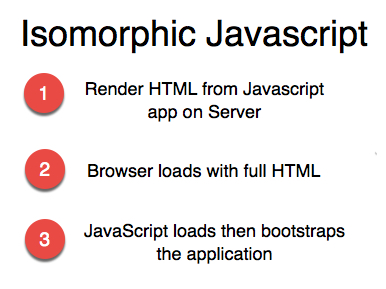 Isomorphic Javascript
1 Render HTML from Javascript
app on Server
2 Browser loads with full HTML
3 JavaScript loads then bootstraps
the application